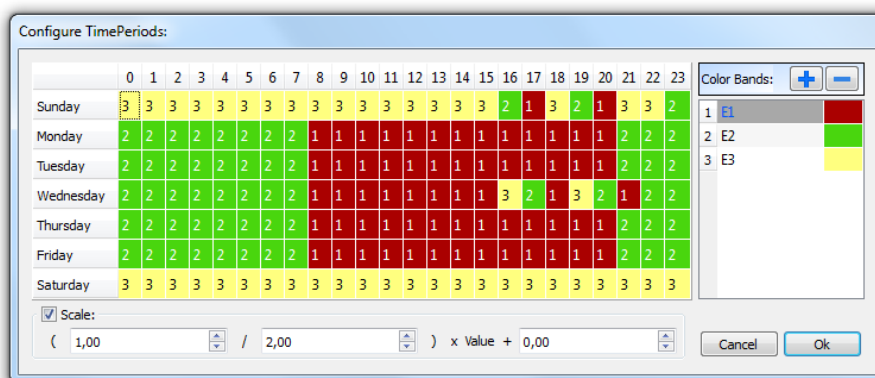 Configure TimePeriods:
0 1 2 3 4 5 6 7 8 9 10 11 12 13 14 15 16 17 18 19 20 21 22 23
Sunday 3 3 3 3 3 3 3 3 3 3 3 3 3 3 3 3 2 1 3 2 1 3 3 2
Monday 2 2 2 2 2 2 2 2 1 1 1 1 1 1 1 1 1 1 1 1 1 2 2 2
Tuesday 2 2 2 2 2 2 2 2 1 1 1 1 1 1 1 1 1 1 1 1 1 2 2 2
Wednesday 2 2 2 2 2 2 2 2 1 1 1 1 1 1 1 1 3 2 1 3 2 1 2 2
Thursday 2 2 2 2 2 2 2 2 1 1 1 1 1 1 1 1 1 1 1 1 1 2 2 2
Friday 2 2 2 2 2 2 2 2 1 1 1 1 1 1 1 1 1 1 1 1 1 2 2 2
Saturday 3 3 3 3 3 3 3 3 3 3 3 3 3 3 3 3 3 3 3 3 3 3 3 3
Color Bands: + −
1 E1
2 E2
3 E3
Scale:
( 1,00 / 2,00 ) x Value + 0,00
Cancel Ok